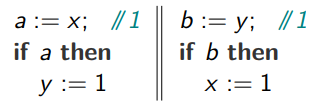 a := x; //1 ‖ b := y; //1
if a then ‖ if b then
y := 1 ‖ x := 1